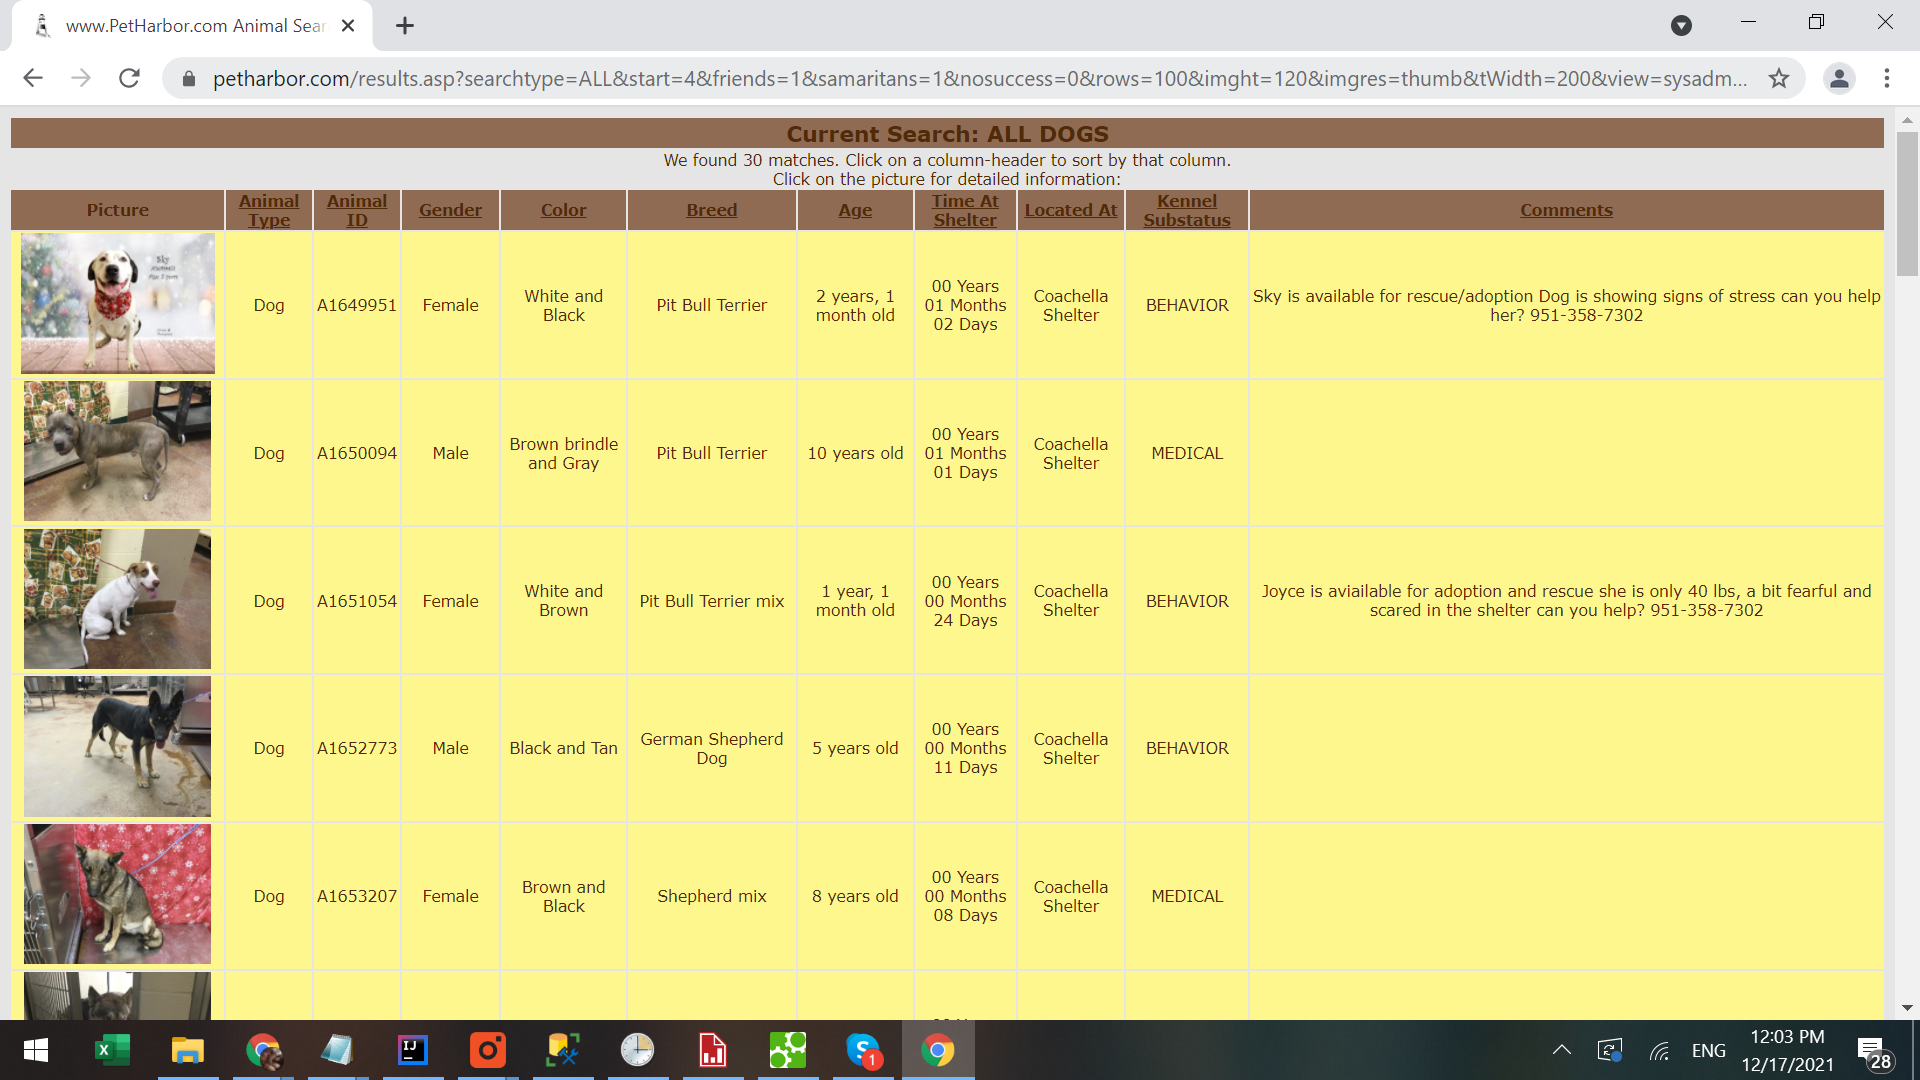 www.PetHarbor.com Animal Sear
petharbor.com/results.asp?searchtype=ALL&start=4&friends=1&samaritans=1&nosuccess=0&rows=100&imght=120&imgres=thumb&tWidth=200&view=sysadm...
Current Search: ALL DOGS
We found 30 matches. Click on a column-header to sort by that column.
Click on the picture for detailed information:
Picture
Animal
Type
Animal
ID
Gender
Color
Breed
Age
Time At
Shelter
Located At
Kennel
Substatus
Comments
Sky
Dog
A1649951
Female
White and
Black
Pit Bull Terrier
2 years, 1
month old
00 Years
01 Months
02 Days
Coachella
Shelter
BEHAVIOR
Sky is available for rescue/adoption Dog is showing signs of stress can you help
her? 951-358-7302
Dog
A1650094
Male
Brown brindle
and Gray
Pit Bull Terrier
10 years old
00 Years
01 Months
01 Days
Coachella
Shelter
MEDICAL
Dog
A1651054
Female
White and
Brown
Pit Bull Terrier mix
1 year, 1
month old
00 Years
00 Months
24 Days
Coachella
Shelter
BEHAVIOR
Joyce is avialable for adoption and rescue she is only 40 lbs, a bit fearful and
scared in the shelter can you help? 951-358-7302
Dog
A1652773
Male
Black and Tan
German Shepherd
Dog
5 years old
00 Years
00 Months
11 Days
Coachella
Shelter
BEHAVIOR
Dog
A1653207
Female
Brown and
Black
Shepherd mix
8 years old
00 Years
00 Months
08 Days
Coachella
Shelter
MEDICAL
IJ
S
1
ENG
12:03 PM
12/17/2021
28